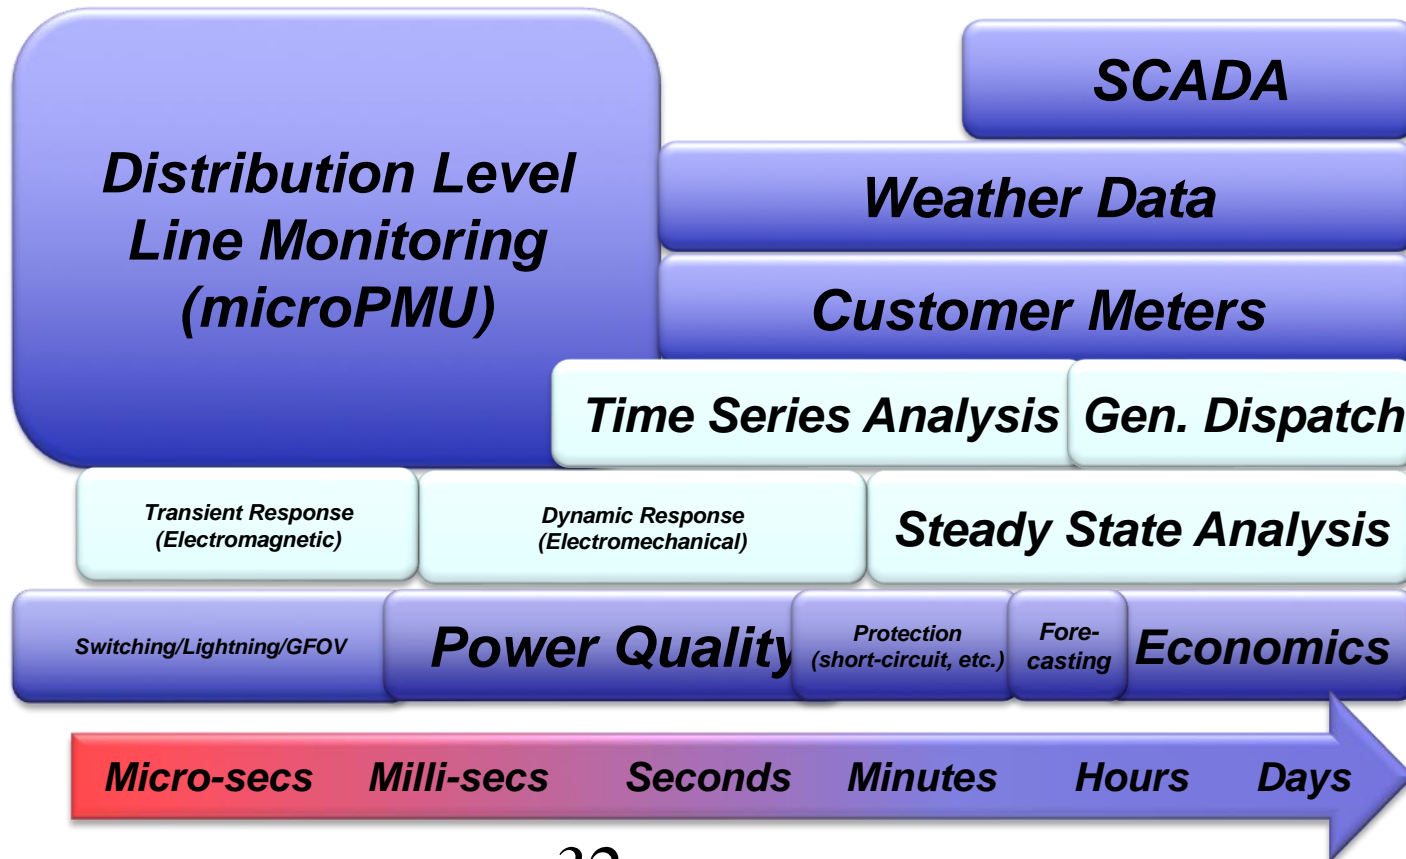 SCADA
Distribution Level
Line Monitoring
(microPMU)
Weather Data
Customer Meters
Time Series Analysis
Gen. Dispatch
Transient Response
(Electromagnetic)
Dynamic Response
(Electromechanical)
Steady State Analysis
Switching/Lightning/GFOV
Power Quality
Protection
(short-circuit, etc.)
Fore-
casting
Economics
Micro-secs
Milli-secs
Seconds
Minutes
Hours
Days